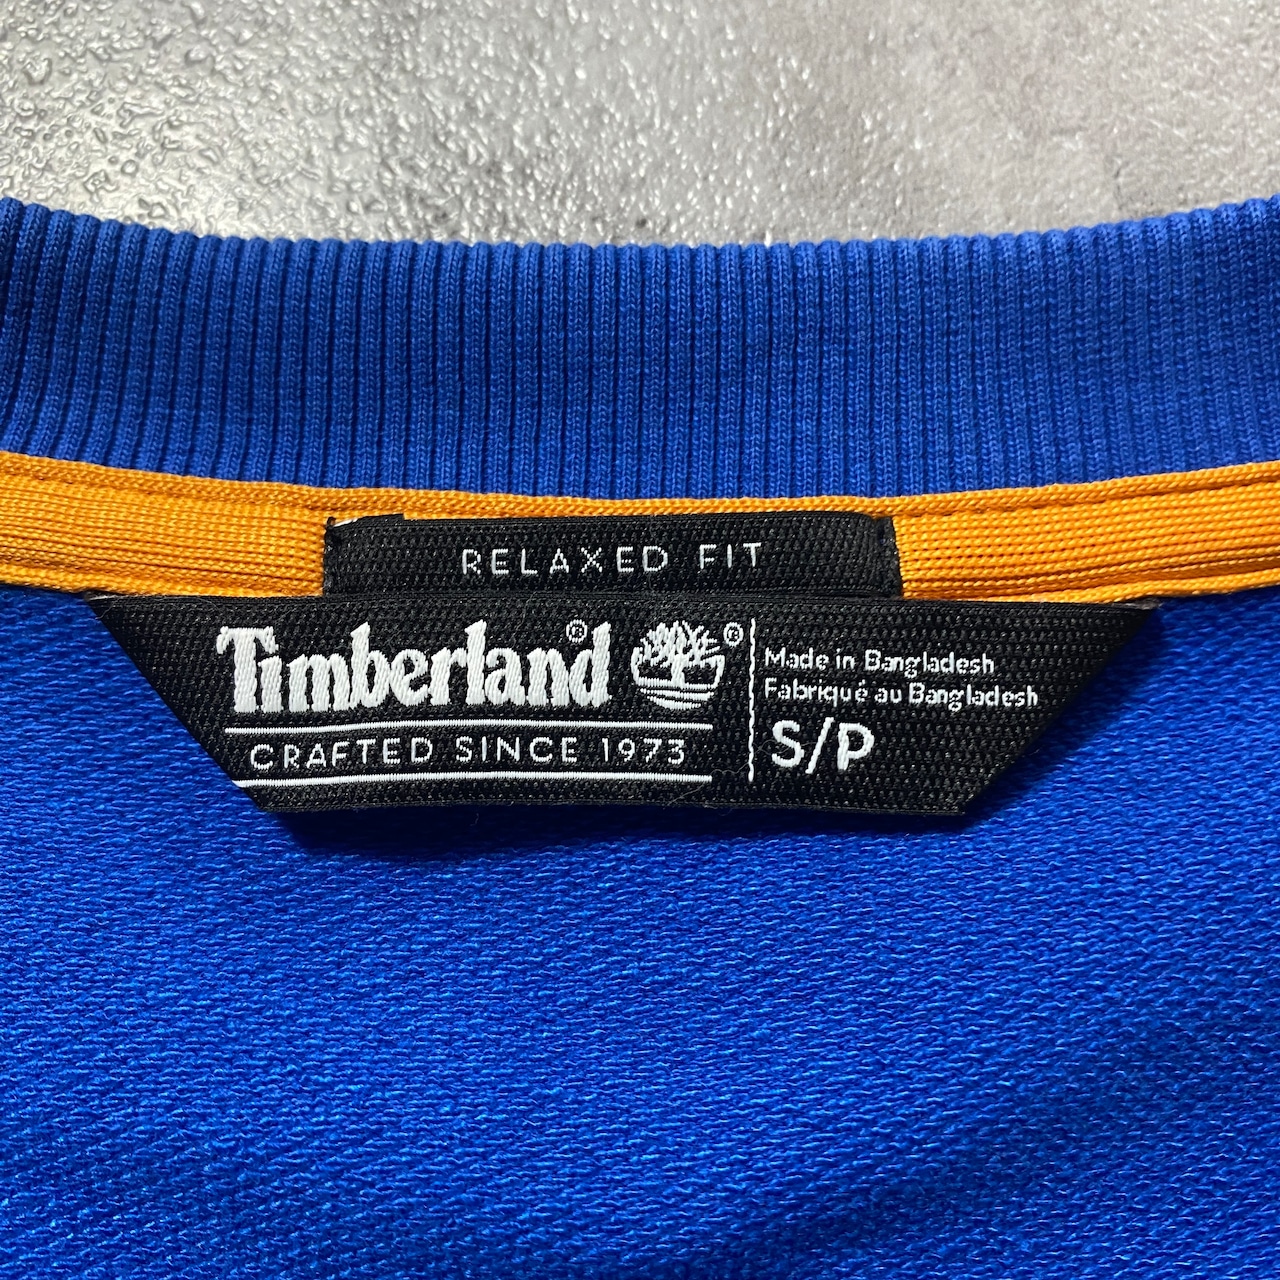 RELAXED FIT
Timberland®
®
CRAFTED SINCE 1973
Made in Bangladesh
Fabriqué au Bangladesh
S/P